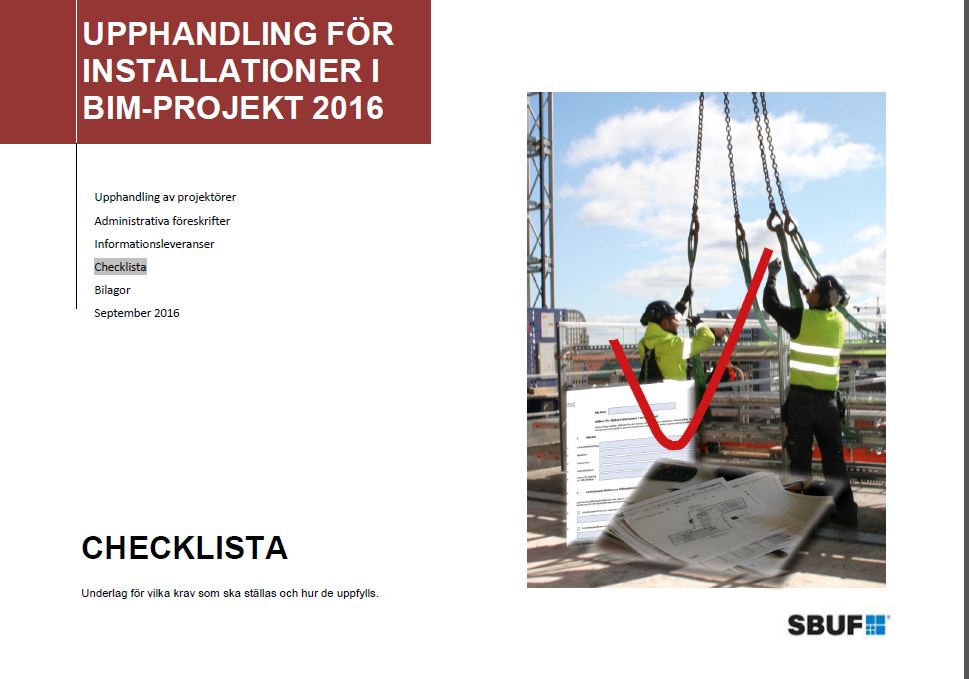 UPPHANDLING FÖR
INSTALLATIONER I
BIM-PROJEKT 2016
Upphandling av projektörer
Administrativa föreskrifter
Informationsleveranser
Checklista
Bilagor
September 2016
CHECKLISTA
Underlag för vilka krav som ska ställas och hur de uppfylls.
SBUF